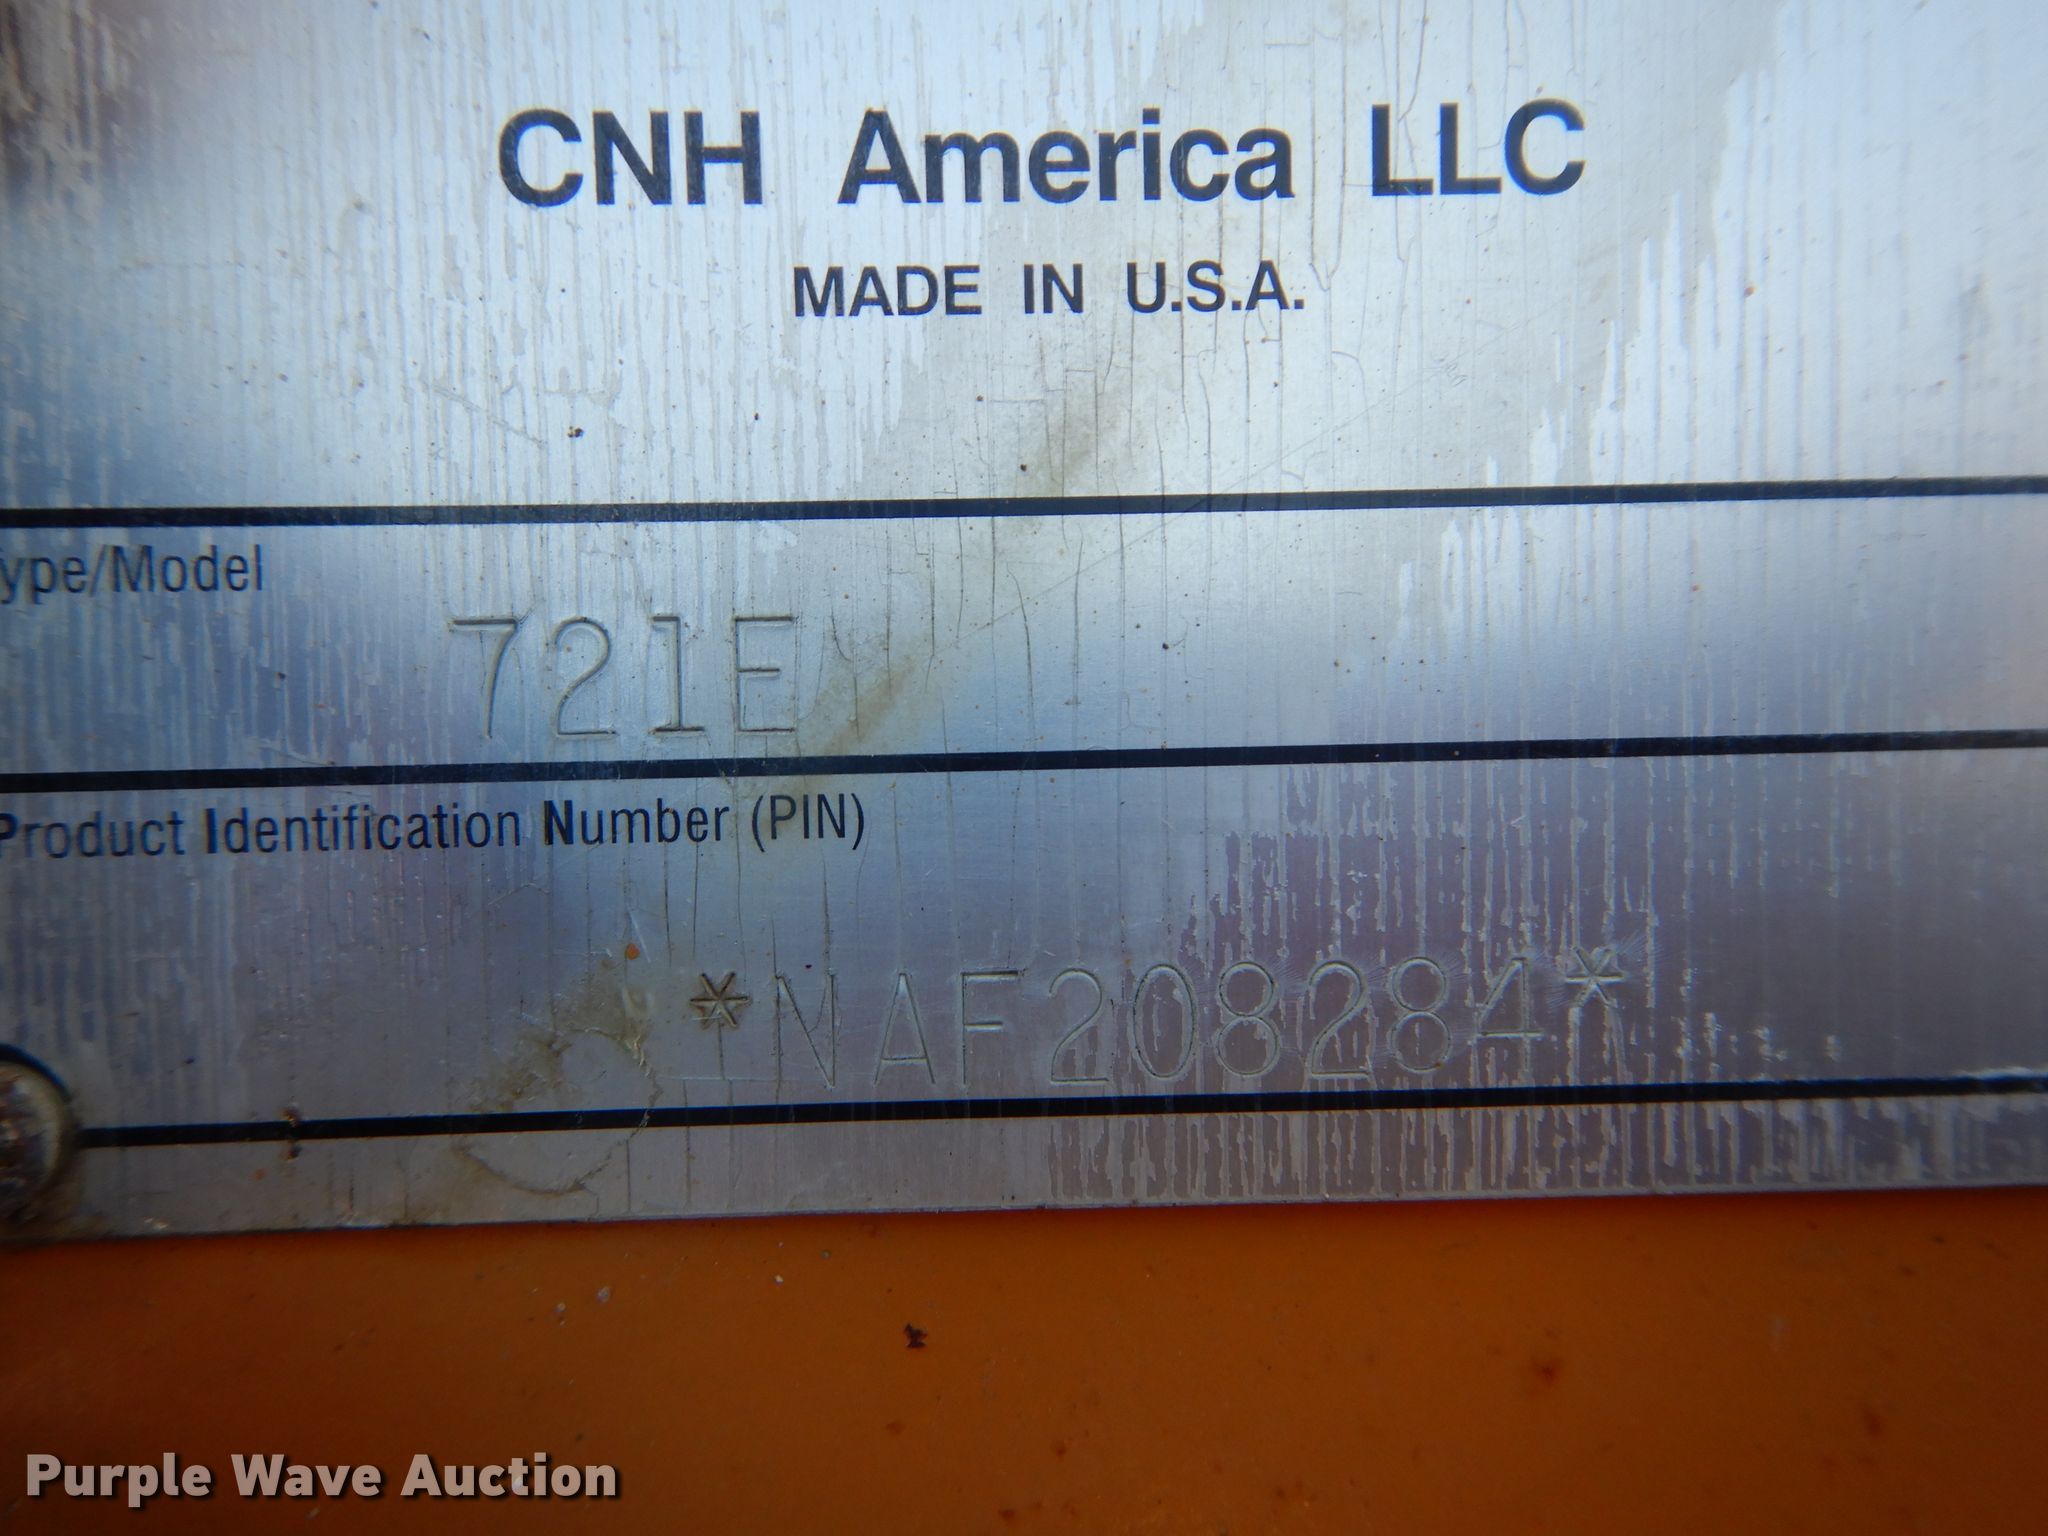 CNH America LLC
MADE IN U.S.A.
ype/Model
721E
Product Identification Number (PIN)
*NAF208284*
Purple Wave Auction